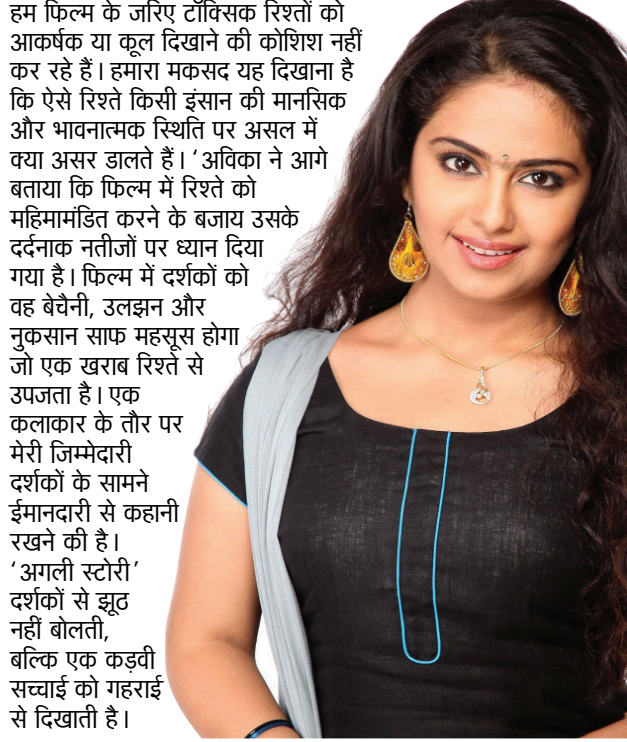 हम फिल्म के जरिए टॉक्सिक रिश्तों को
आकर्षक या कूल दिखाने की कोशिश नहीं
कर रहे हैं। हमारा मकसद यह दिखाना है
कि ऐसे रिश्ते किसी इंसान की मानसिक
और भावनात्मक स्थिति पर असल में
क्या असर डालते हैं। 'अविका ने आगे
बताया कि फिल्म में रिश्ते को
महिमामंडित करने के बजाय उसके
दर्दनाक नतीजों पर ध्यान दिया
गया है। फिल्म में दर्शकों को
वह बेचैनी, उलझन और
नुकसान साफ महसूस होगा
जो एक खराब रिश्ते से
उपजता है। एक
कलाकार के तौर पर
मेरी जिम्मेदारी
दर्शकों के सामने
ईमानदारी से कहानी
रखने की है।
'अगली स्टोरी'
दर्शकों से झूठ
नहीं बोलती,
बल्कि एक कड़वी
सच्चाई को गहराई
से दिखाती है।